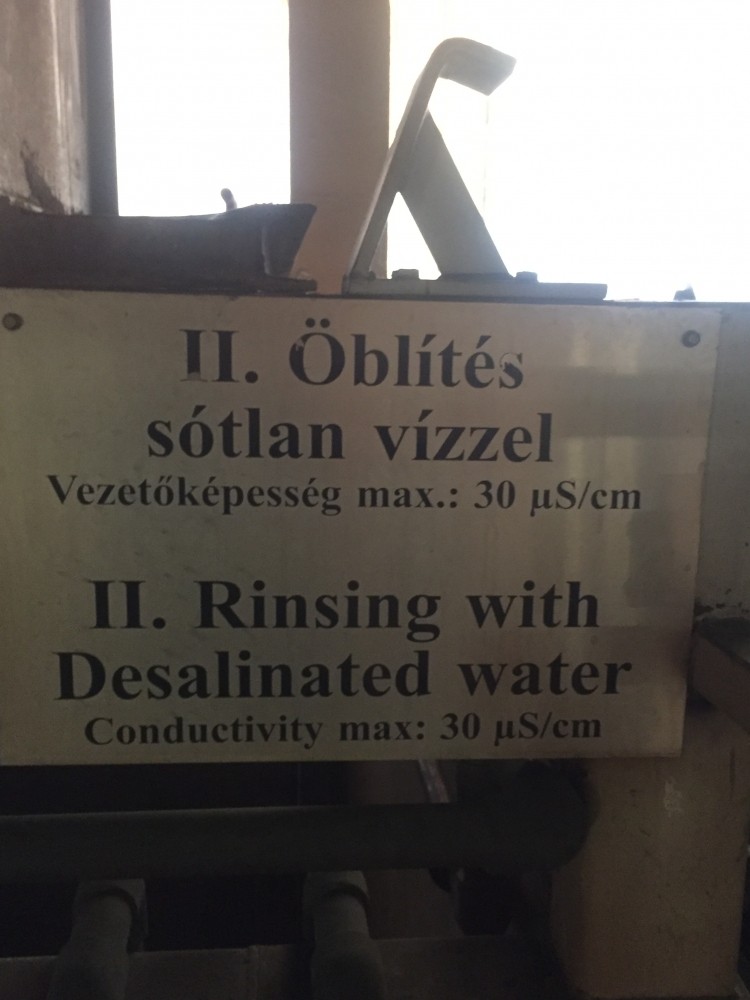 II. Öblítés
sótlan vízzel
Vezetőképesség max.: 30 µS/cm
II. Rinsing with
Desalinated water
Conductivity max: 30 µS/cm